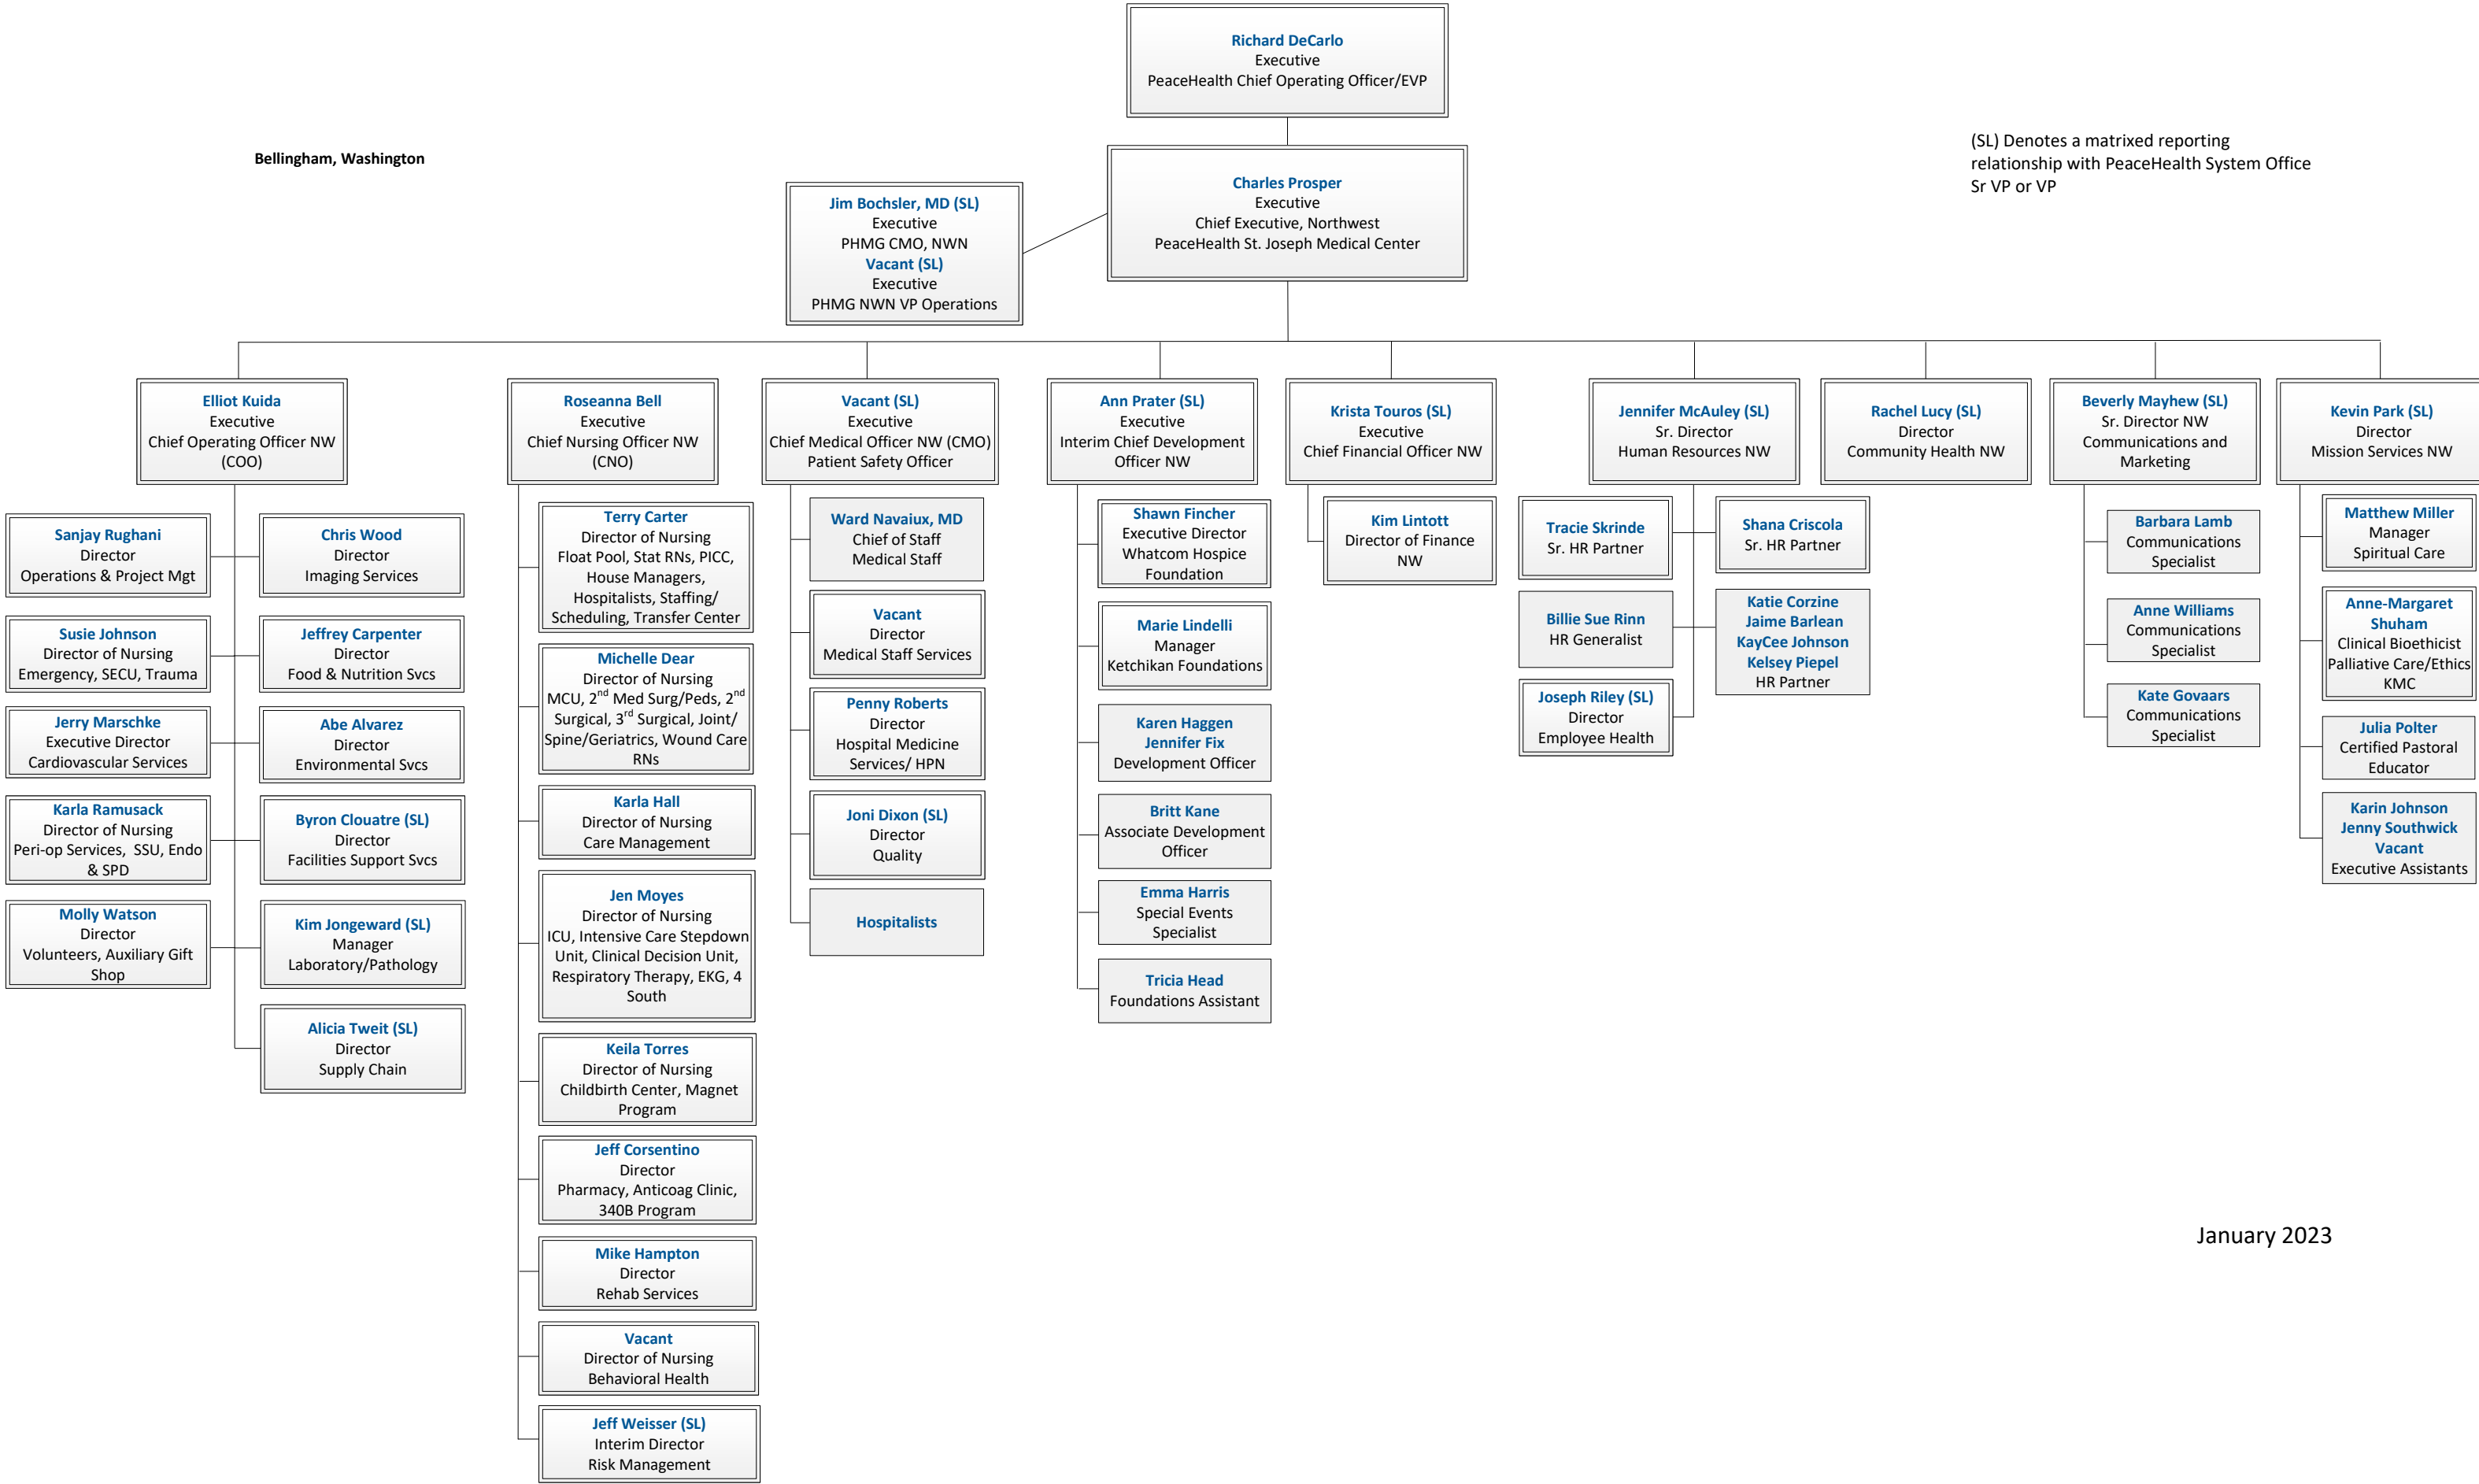 Richard DeCarlo
Executive
PeaceHealth Chief Operating Officer/EVP
Bellingham, Washington
(SL) Denotes a matrixed reporting
relationship with PeaceHealth System Office
Sr VP or VP
Charles Prosper
Executive
Chief Executive, Northwest
PeaceHealth St. Joseph Medical Center
Jim Bochsler, MD (SL)
Executive
PHMG CMO, NWN
Vacant (SL)
Executive
PHMG NWN VP Operations
Elliot Kuida
Executive
Chief Operating Officer NW
(COO)
Roseanna Bell
Executive
Chief Nursing Officer NW
(CNO)
Vacant (SL)
Executive
Chief Medical Officer NW (CMO)
Patient Safety Officer
Ann Prater (SL)
Executive
Interim Chief Development
Officer NW
Krista Touros (SL)
Executive
Chief Financial Officer NW
Jennifer McAuley (SL)
Sr. Director
Human Resources NW
Rachel Lucy (SL)
Director
Community Health NW
Beverly Mayhew (SL)
Sr. Director NW
Communications and
Marketing
Kevin Park (SL)
Director
Mission Services NW
Sanjay Rughani
Director
Operations & Project Mgt
Chris Wood
Director
Imaging Services
Susie Johnson
Director of Nursing
Emergency, SECU, Trauma
Jeffrey Carpenter
Director
Food & Nutrition Svcs
Jerry Marschke
Executive Director
Cardiovascular Services
Abe Alvarez
Director
Environmental Svcs
Karla Ramusack
Director of Nursing
Peri-op Services, SSU, Endo
& SPD
Byron Clouatre (SL)
Director
Facilities Support Svcs
Molly Watson
Director
Volunteers, Auxiliary Gift
Shop
Kim Jongeward (SL)
Manager
Laboratory/Pathology
Alicia Tweit (SL)
Director
Supply Chain
Terry Carter
Director of Nursing
Float Pool, Stat RNs, PICC,
House Managers,
Hospitalists, Staffing/
Scheduling, Transfer Center
Michelle Dear
Director of Nursing
MCU, 2nd Med Surg/Peds, 2nd
Surgical, 3rd Surgical, Joint/
Spine/Geriatrics, Wound Care
RNs
Karla Hall
Director of Nursing
Care Management
Jen Moyes
Director of Nursing
ICU, Intensive Care Stepdown
Unit, Clinical Decision Unit,
Respiratory Therapy, EKG, 4
South
Keila Torres
Director of Nursing
Childbirth Center, Magnet
Program
Jeff Corsentino
Director
Pharmacy, Anticoag Clinic,
340B Program
Mike Hampton
Director
Rehab Services
Vacant
Director of Nursing
Behavioral Health
Jeff Weisser (SL)
Interim Director
Risk Management
Ward Navaiux, MD
Chief of Staff
Medical Staff
Vacant
Director
Medical Staff Services
Penny Roberts
Director
Hospital Medicine
Services/ HPN
Joni Dixon (SL)
Director
Quality
Hospitalists
Shawn Fincher
Executive Director
Whatcom Hospice
Foundation
Marie Lindelli
Manager
Ketchikan Foundations
Karen Haggen
Jennifer Fix
Development Officer
Britt Kane
Associate Development
Officer
Emma Harris
Special Events
Specialist
Tricia Head
Foundations Assistant
Kim Lintott
Director of Finance
NW
Tracie Skrinde
Sr. HR Partner
Shana Criscola
Sr. HR Partner
Billie Sue Rinn
HR Generalist
Katie Corzine
Jaime Barlean
KayCee Johnson
Kelsey Piepel
HR Partner
Joseph Riley (SL)
Director
Employee Health
Barbara Lamb
Communications
Specialist
Anne Williams
Communications
Specialist
Kate Govaars
Communications
Specialist
Matthew Miller
Manager
Spiritual Care
Anne-Margaret
Shuham
Clinical Bioethicist
Palliative Care/Ethics
KMC
Julia Polter
Certified Pastoral
Educator
Karin Johnson
Jenny Southwick
Vacant
Executive Assistants
January 2023